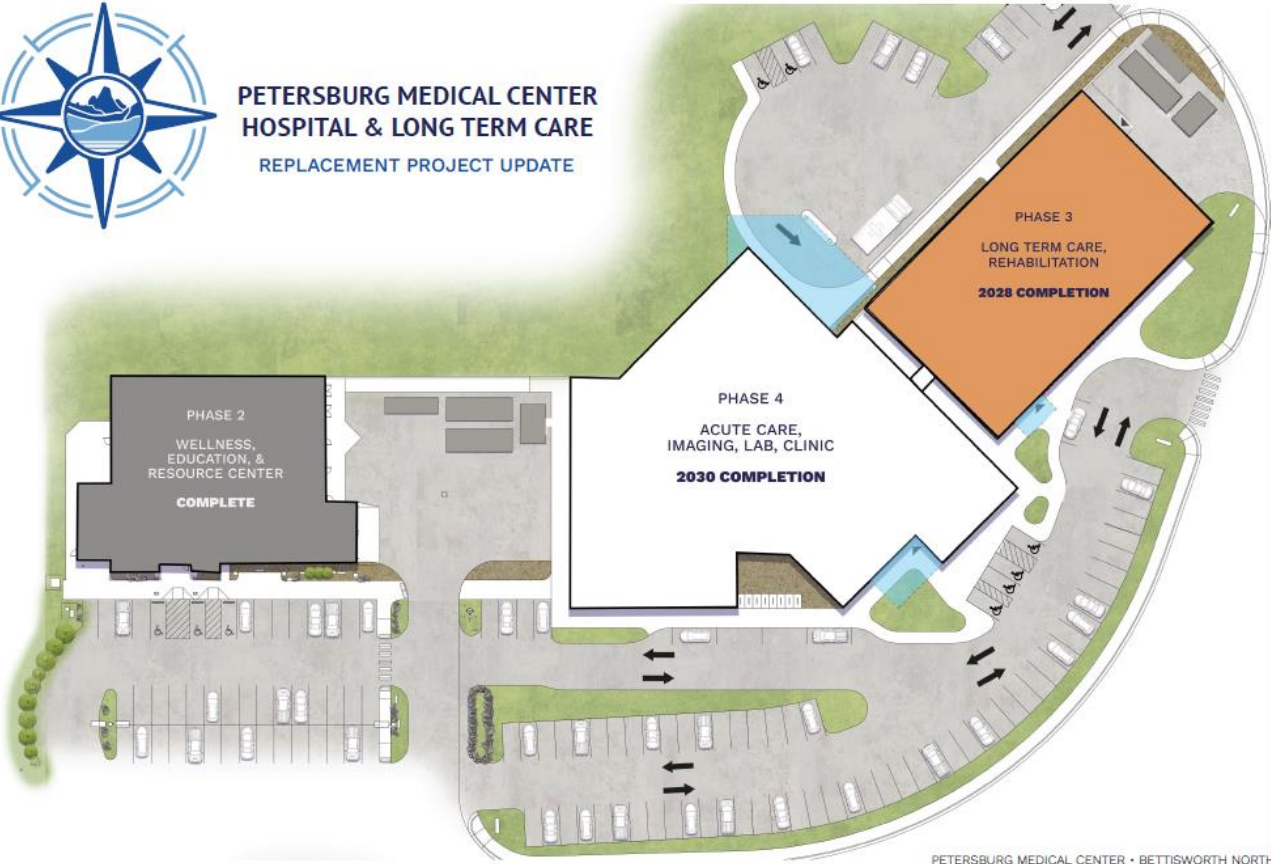 PETERSBURG MEDICAL CENTER
HOSPITAL & LONG TERM CARE
REPLACEMENT PROJECT UPDATE
PHASE 3
LONG TERM CARE,
REHABILITATION
2028 COMPLETION
PHASE 4
ACUTE CARE,
IMAGING, LAB, CLINIC
2030 COMPLETION
PHASE 2
WELLNESS,
EDUCATION, &
RESOURCE CENTER
COMPLETE
PETERSBURG MEDICAL CENTER • BETTISWORTH NORTH